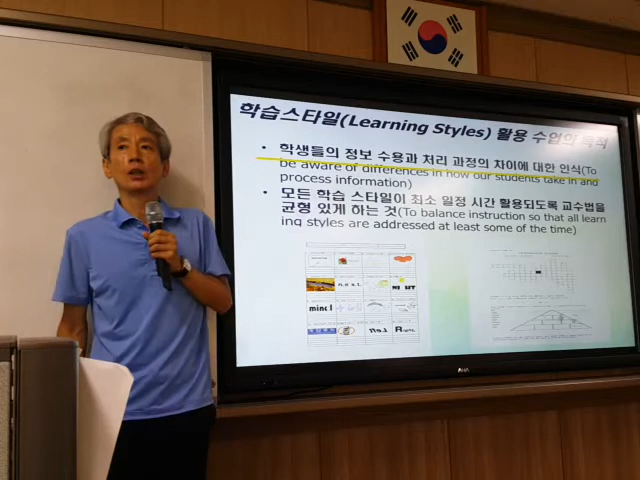 학습스타일(Learning Styles) 활용 수업의 목적
• 학생들의 정보 수용과 처리 과정의 차이에 대한 인식(To
be aware of differences in how our students take in and
process information)
• 모든 학습 스타일이 최소 일정 시간 활용되도록 교수법을
균형 있게 하는 것(To balance instruction so that all learn
ing styles are addressed at least some of the time)